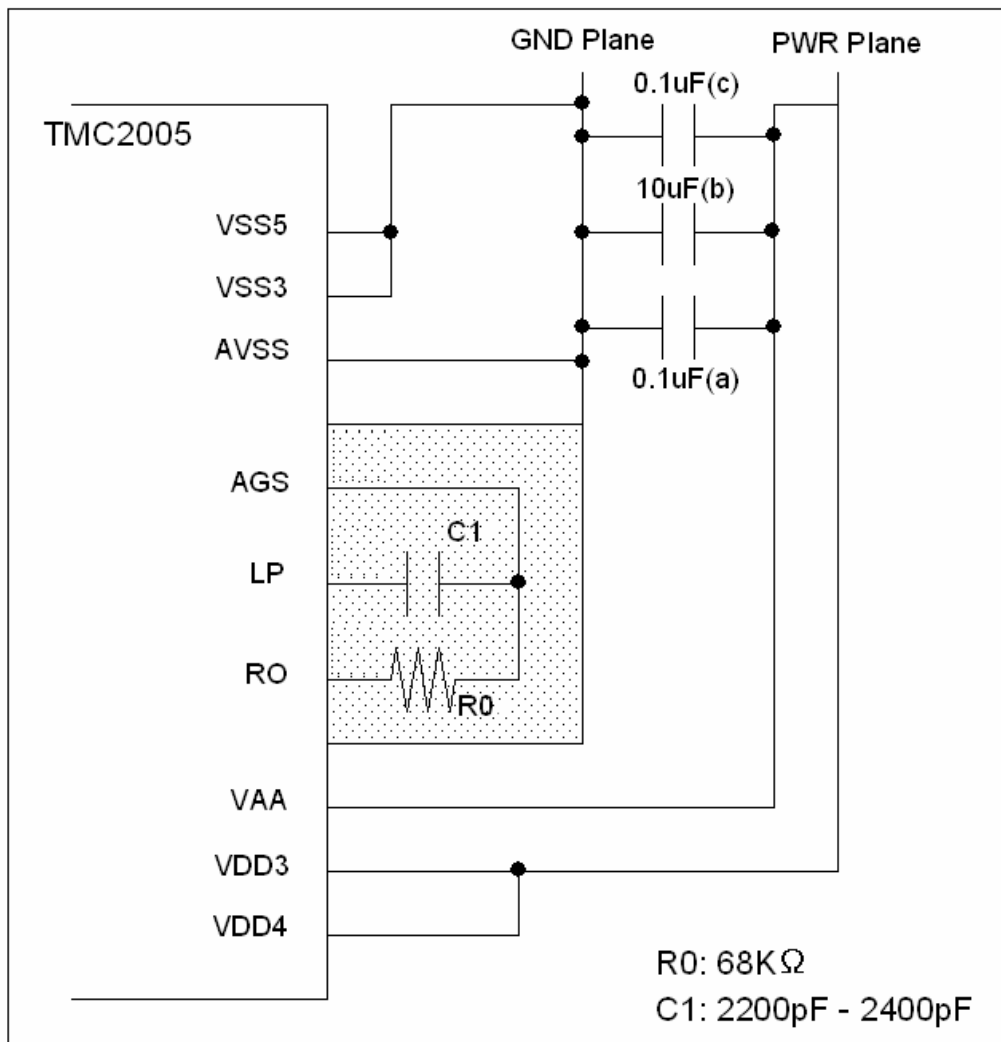 GND Plane
PWR Plane
0.1uF(c)
TMC2005
10uF(b)
VSS5
VSS3
AVSS
0.1uF(a)
AGS
C1
LP
RO
R0
VAA
VDD3
VDD4
R0: 68KΩ
C1: 2200pF - 2400pF